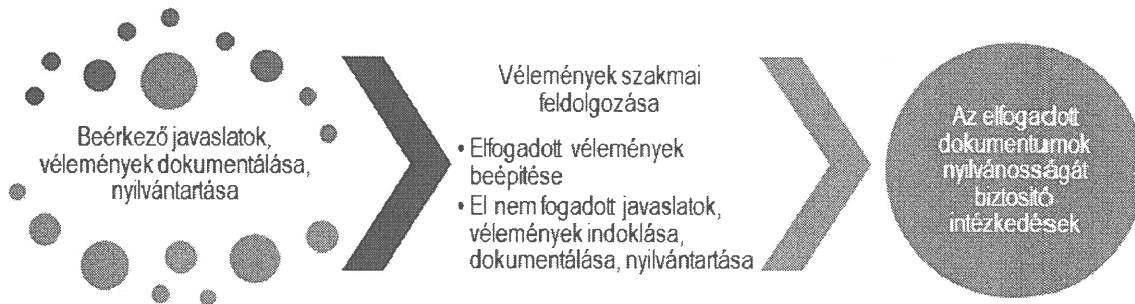 Beérkező javaslatok,
vélemények dokumentálása,
nyilvántartása
Vélemények szakmai
feldolgozása
• Elfogadott vélemények
beépítése
• El nem fogadott javaslatok,
vélemények indoklása,
dokumentálása, nyilvántartása
Az elfogadott
dokumentumok
nyilvánosságát
biztosító
intézkedések